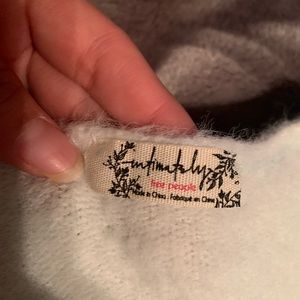 intimately
free people
Made in China | Fabriqué en Chine